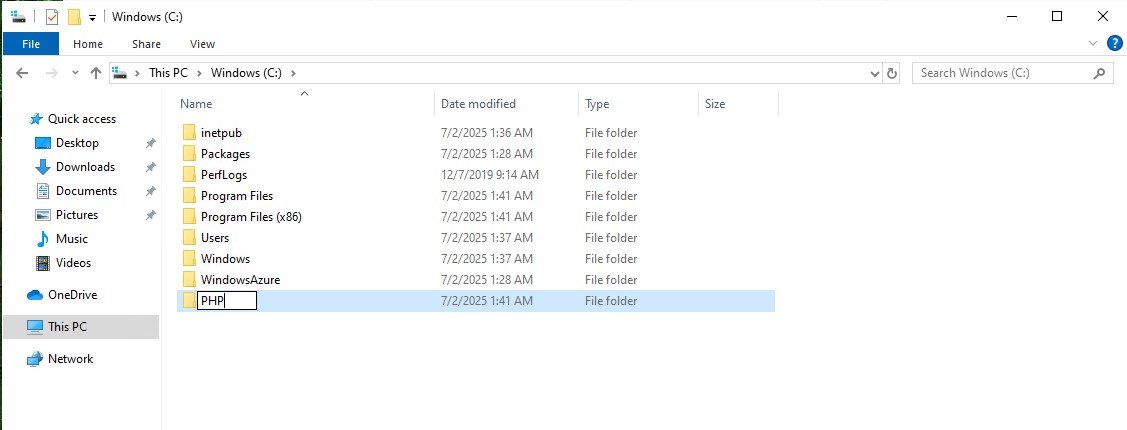 Windows (C:)
File Home Share View
This PC Windows (C:) Search Windows (C:)
Name Date modified Type Size
Quick access
Desktop
Downloads
Documents
Pictures
Music
Videos
OneDrive
This PC
Network
inetpub 7/2/2025 1:36 AM File folder
Packages 7/2/2025 1:28 AM File folder
PerfLogs 12/7/2019 9:14 AM File folder
Program Files 7/2/2025 1:41 AM File folder
Program Files (x86) 7/2/2025 1:41 AM File folder
Users 7/2/2025 1:37 AM File folder
Windows 7/2/2025 1:37 AM File folder
WindowsAzure 7/2/2025 1:28 AM File folder
PHP 7/2/2025 1:41 AM File folder